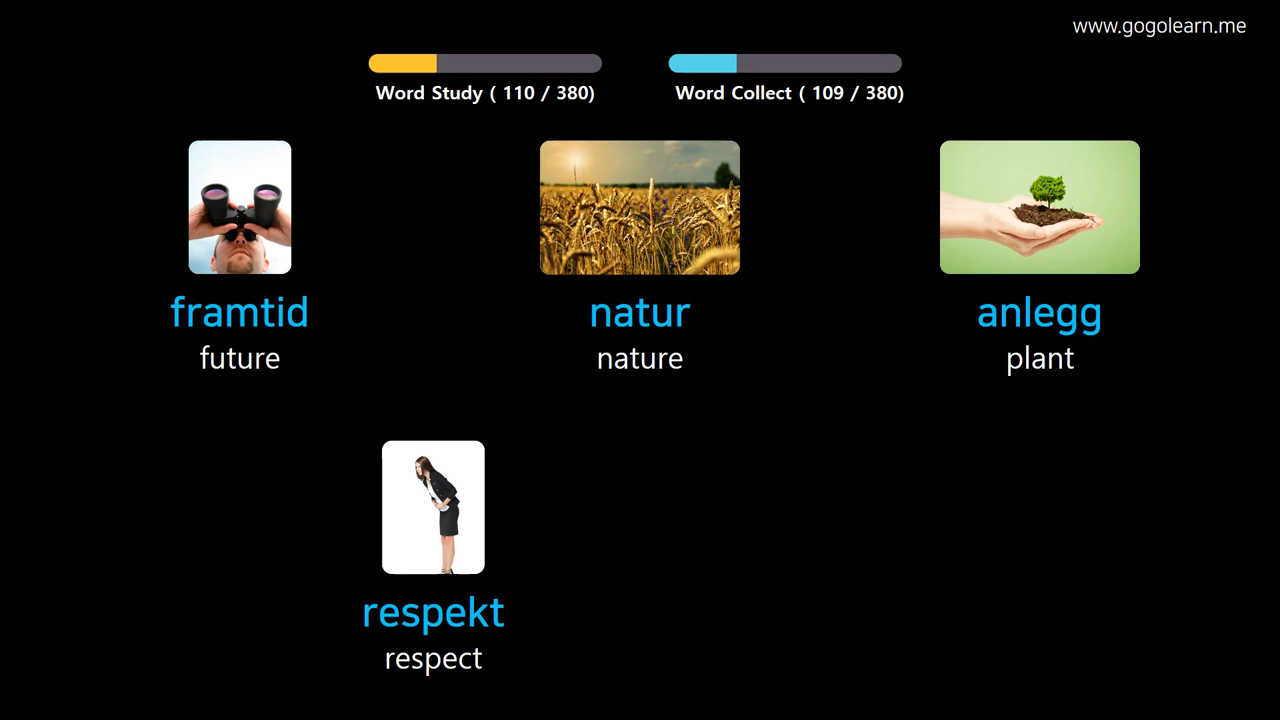 www.gogolearn.me
Word Study ( 110 / 380)
Word Collect ( 109 / 380)
framtid
future
natur
nature
anlegg
plant
respekt
respect